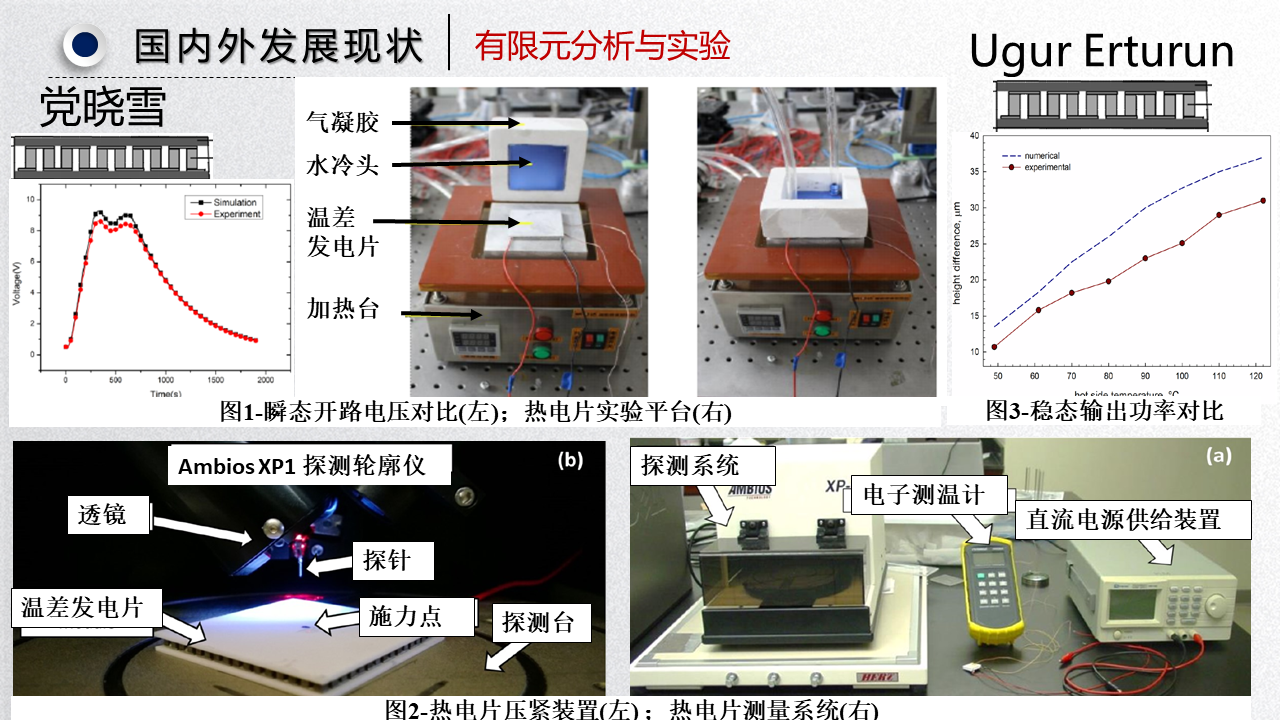 国内外发展现状
有限元分析与实验
Ugur Erturun
党晓雪
Simulation
Experiment
Voltage(V)
10
8
6
4
2
0
0 500 1000 1500 2000
Time(s)
气凝胶
水冷头
温差
发电片
加热台
numerical
experimental
height difference, μm
40
35
30
25
20
15
10
50 60 70 80 90 100 110 120
hot side temperature, °C
图1-瞬态开路电压对比(左)；热电片实验平台(右)
图3-稳态输出功率对比
Ambios XP1 探测轮廓仪
(b)
透镜
探针
温差发电片
施力点
探测台
探测系统
(a)
AMBIOS
TECHNOLOGY
XP-
电子测温计
直流电源供给装置
HERZ
图2-热电片压紧装置(左)；热电片测量系统(右)